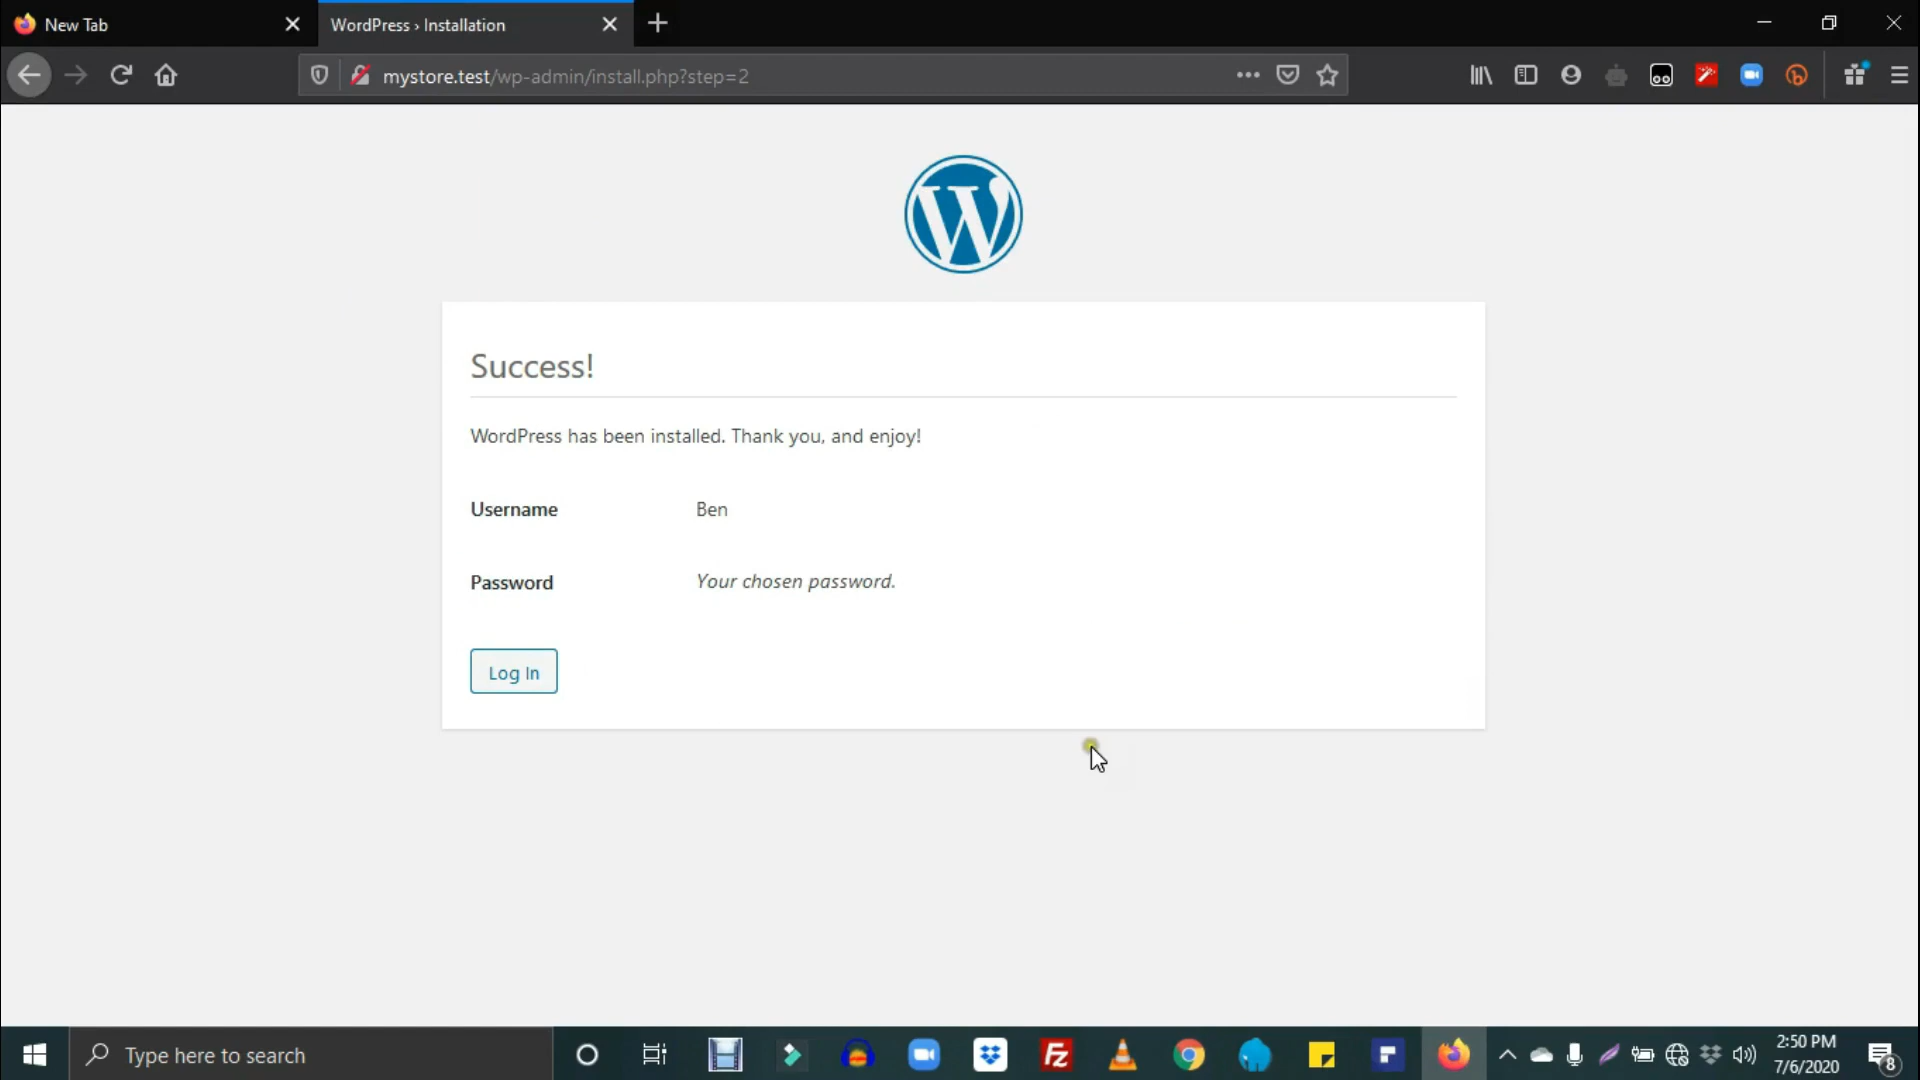 New Tab
WordPress › Installation
mystore.test/wp-admin/install.php?step=2
Success!
WordPress has been installed. Thank you, and enjoy!
Username Ben
Password Your chosen password.
Log In
Type here to search
2:50 PM
7/6/2020
8